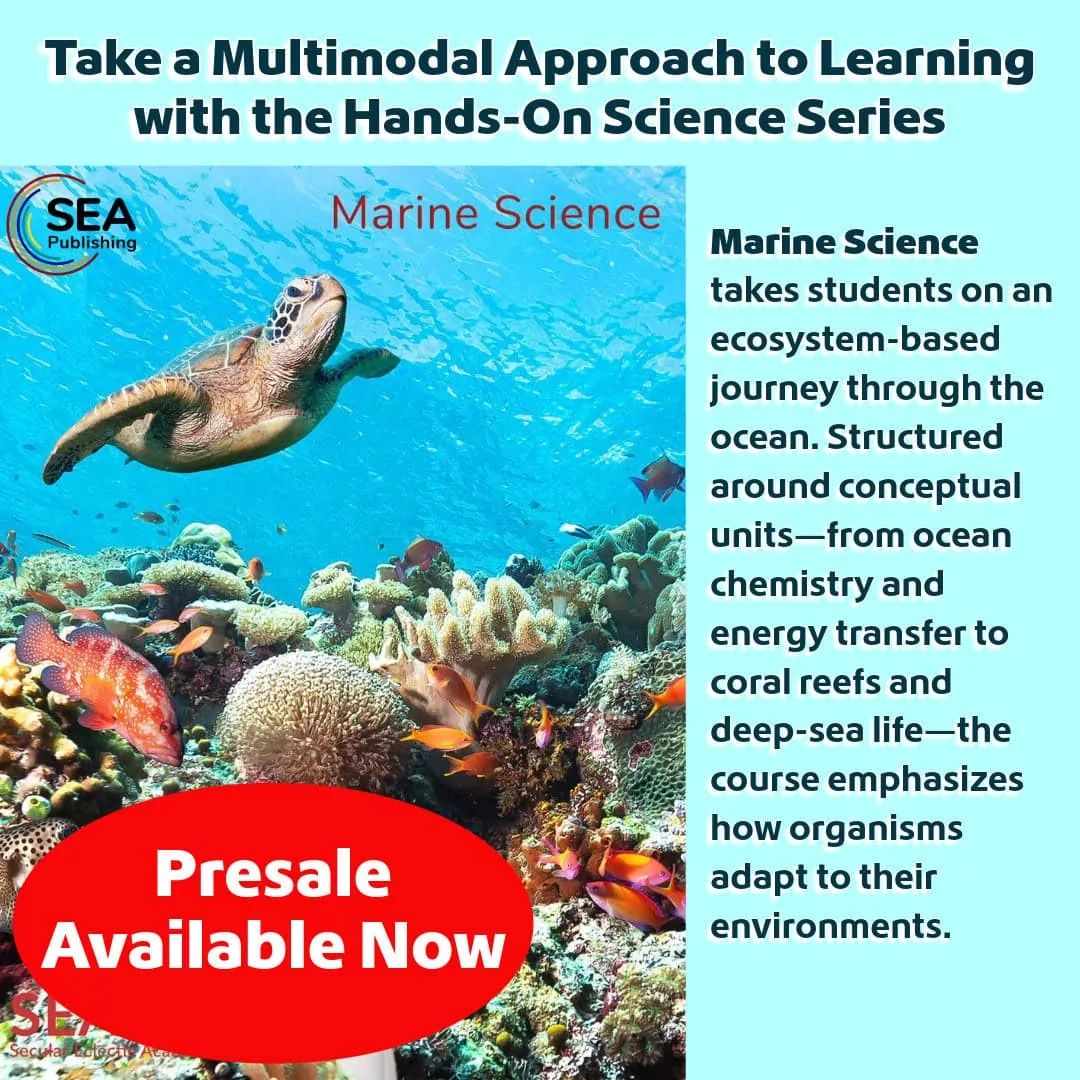 Take a Multimodal Approach to Learning
with the Hands-On Science Series
SEA
Publishing
Marine Science
Marine Science
takes students on an
ecosystem-based
journey through the
ocean. Structured
around conceptual
units—from ocean
chemistry and
energy transfer to
coral reefs and
deep-sea life—the
course emphasizes
how organisms
adapt to their
environments.
Presale
Available Now
Secular Eclectic